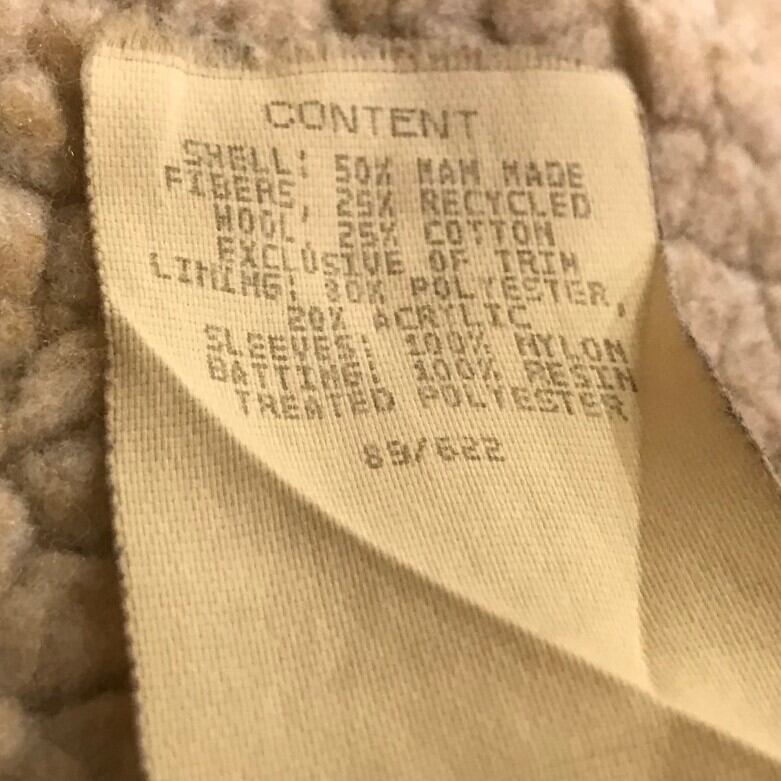 CONTENT
SHELL: 50% MAN MADE
FIBERS, 25% RECYCLED
WOOL, 25% COTTON
EXCLUSIVE OF TRIM
LINING: 80% POLYESTER,
20% ACRYLIC
SLEEVES: 100% NYLON
BATTING: 100% RESIN
TREATED POLYESTER
89/622